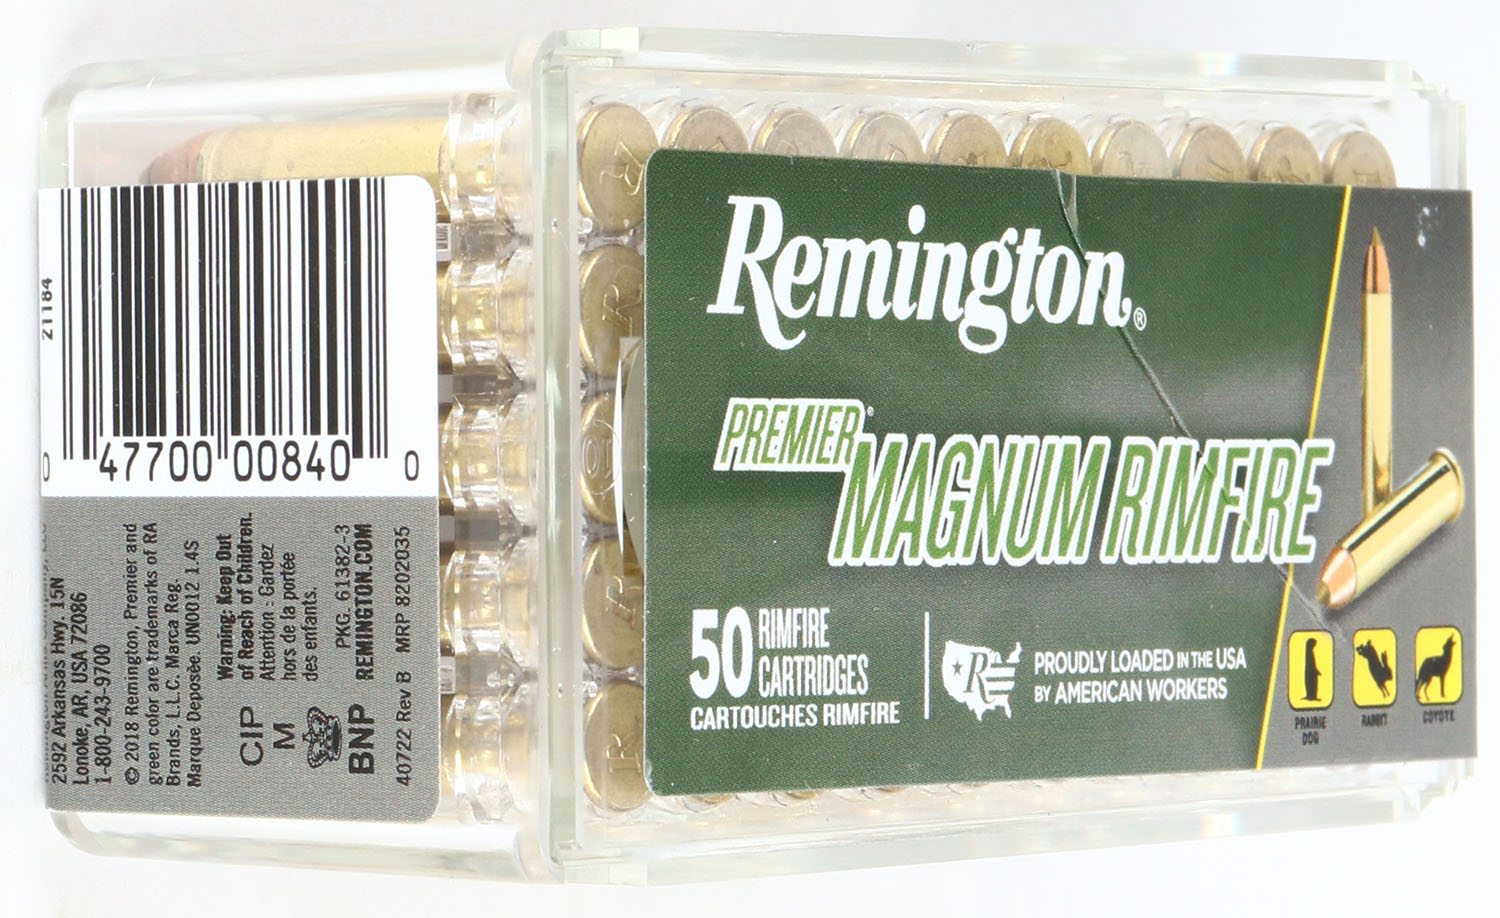 Remington®
PREMIER®
MAGNUM RIMFIRE
50 RIMFIRE
CARTRIDGES
CARTOUCHES RIMFIRE
R
PROUDLY LOADED IN THE USA
BY AMERICAN WORKERS
PRAIRIE
DOG
RABBIT
COYOTE
21184
0 47700 00840 0
2592 Arkansas Hwy. 15N
Lonoke, AR, USA 72086
1-800-243-9700
© 2018 Remington, Premier and
green color are trademarks of RA
Brands, L.L.C. Marca Reg.
Marque Deposée. UN0012 1.4S
Warning: Keep Out
of Reach of Children.
Attention : Gardez
hors de la portée
des enfants.
PKG. 61382-3
REMINGTON.COM
CIP
M
BNP
40722 Rev B MRP 8202035